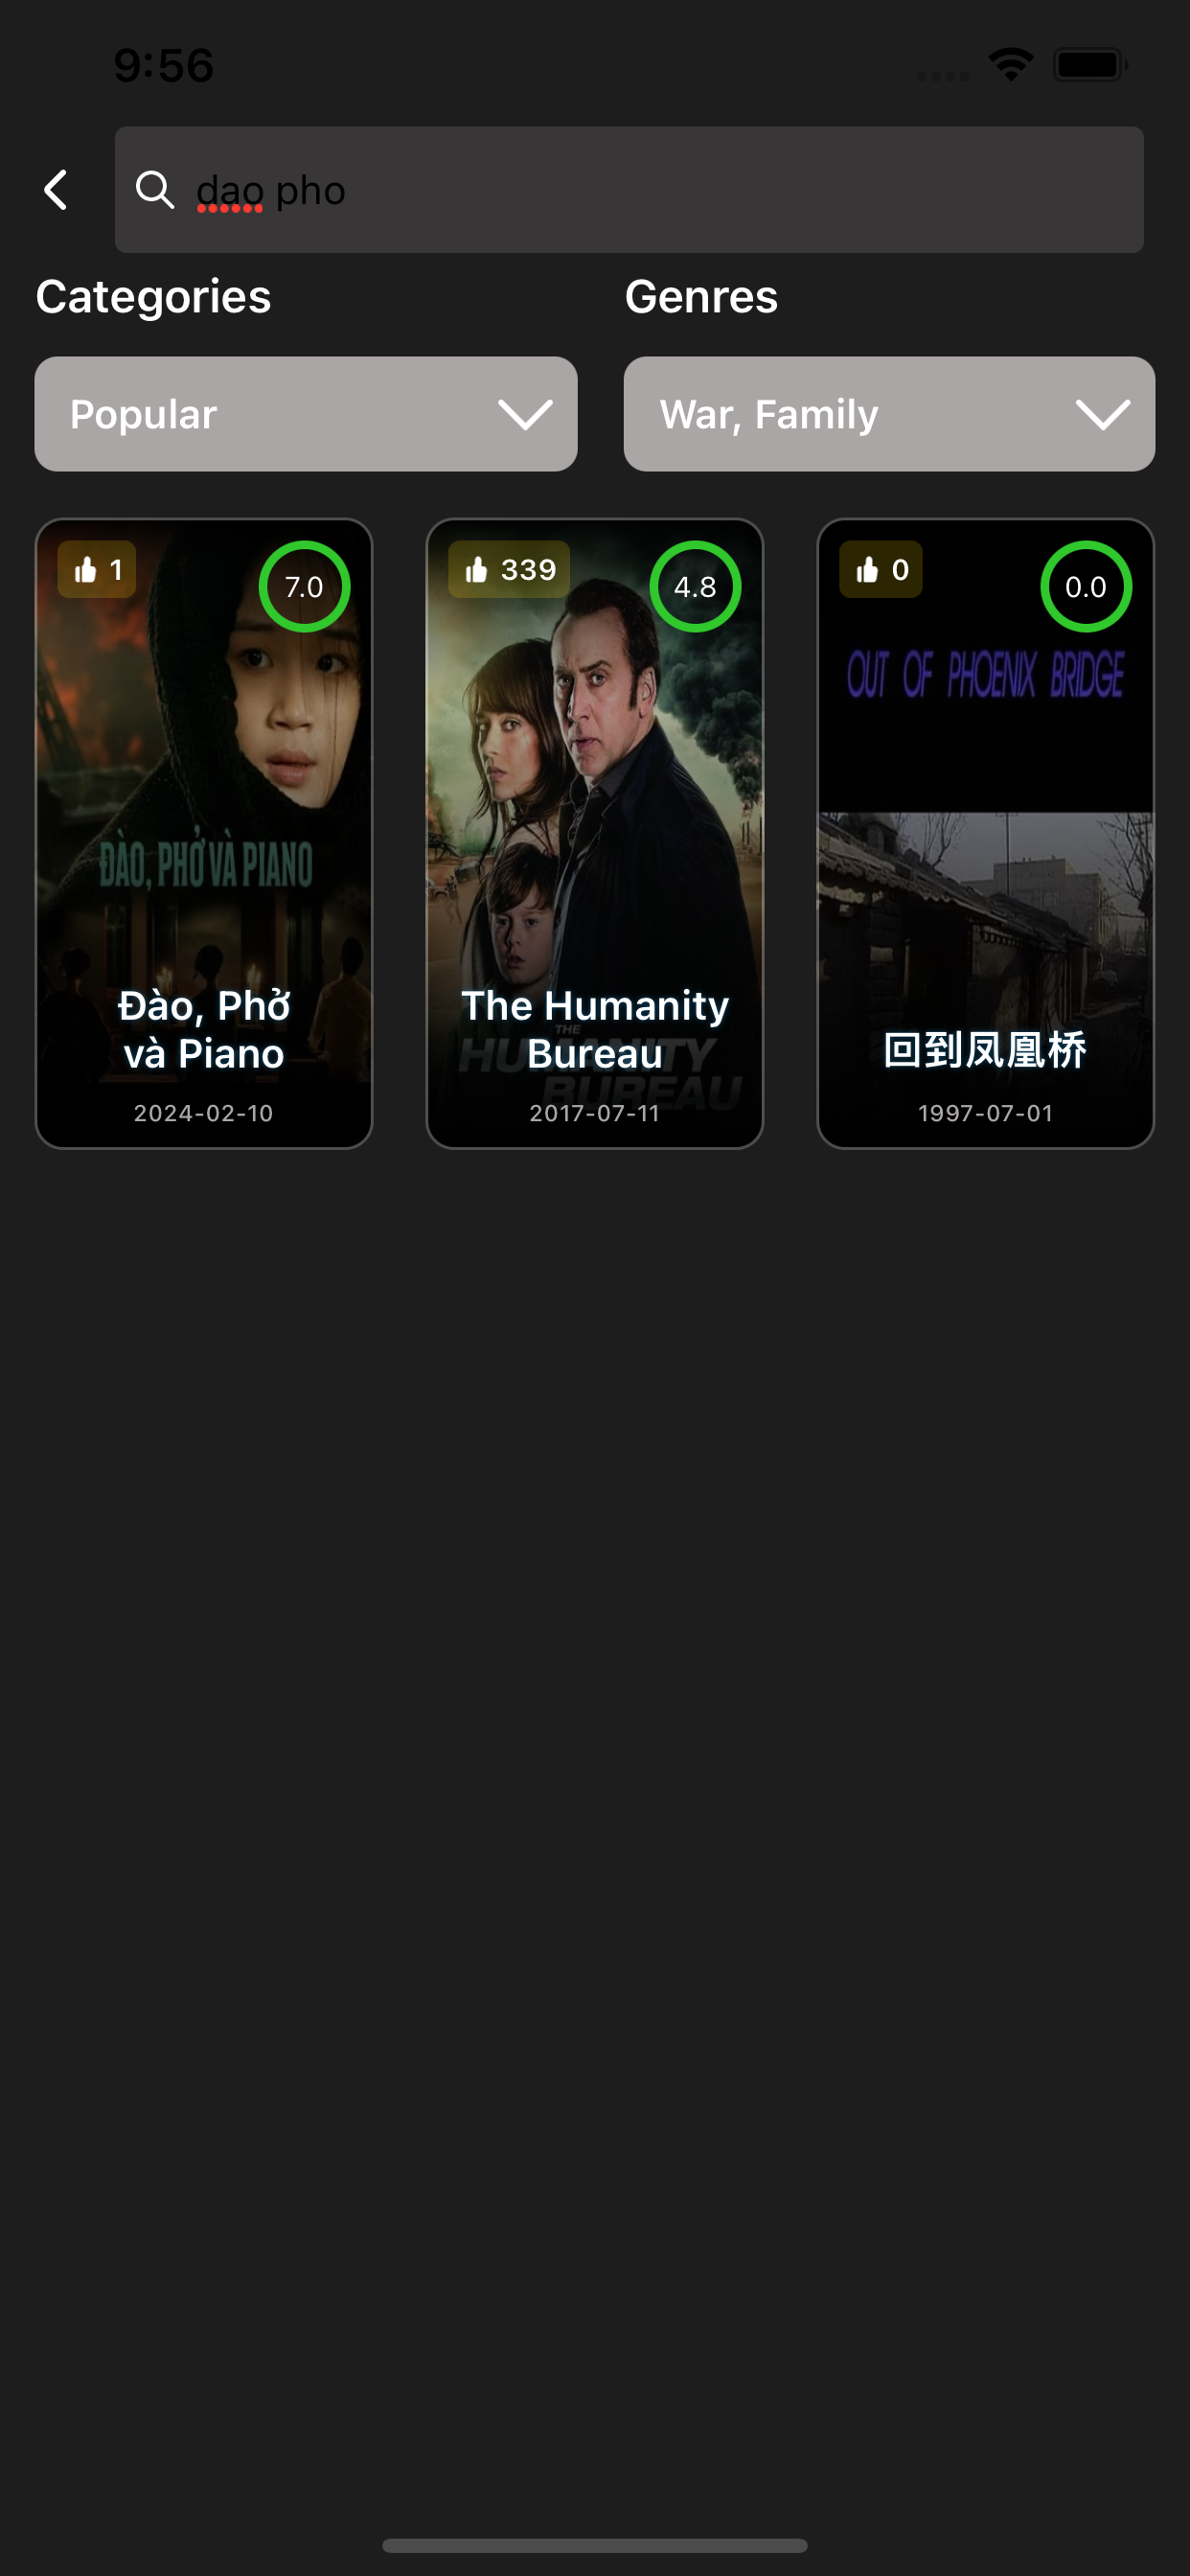 9:56
dao pho
Categories
Genres
Popular
War, Family
1
7.0
ĐÀO, PHỞ VÀ PIANO
Đào, Phở
và Piano
2024-02-10
339
4.8
The Humanity
Bureau
THE
HUMANITY
BUREAU
2017-07-11
0
0.0
OUT OF PHOENIX BRIDGE
回到凤凰桥
1997-07-01